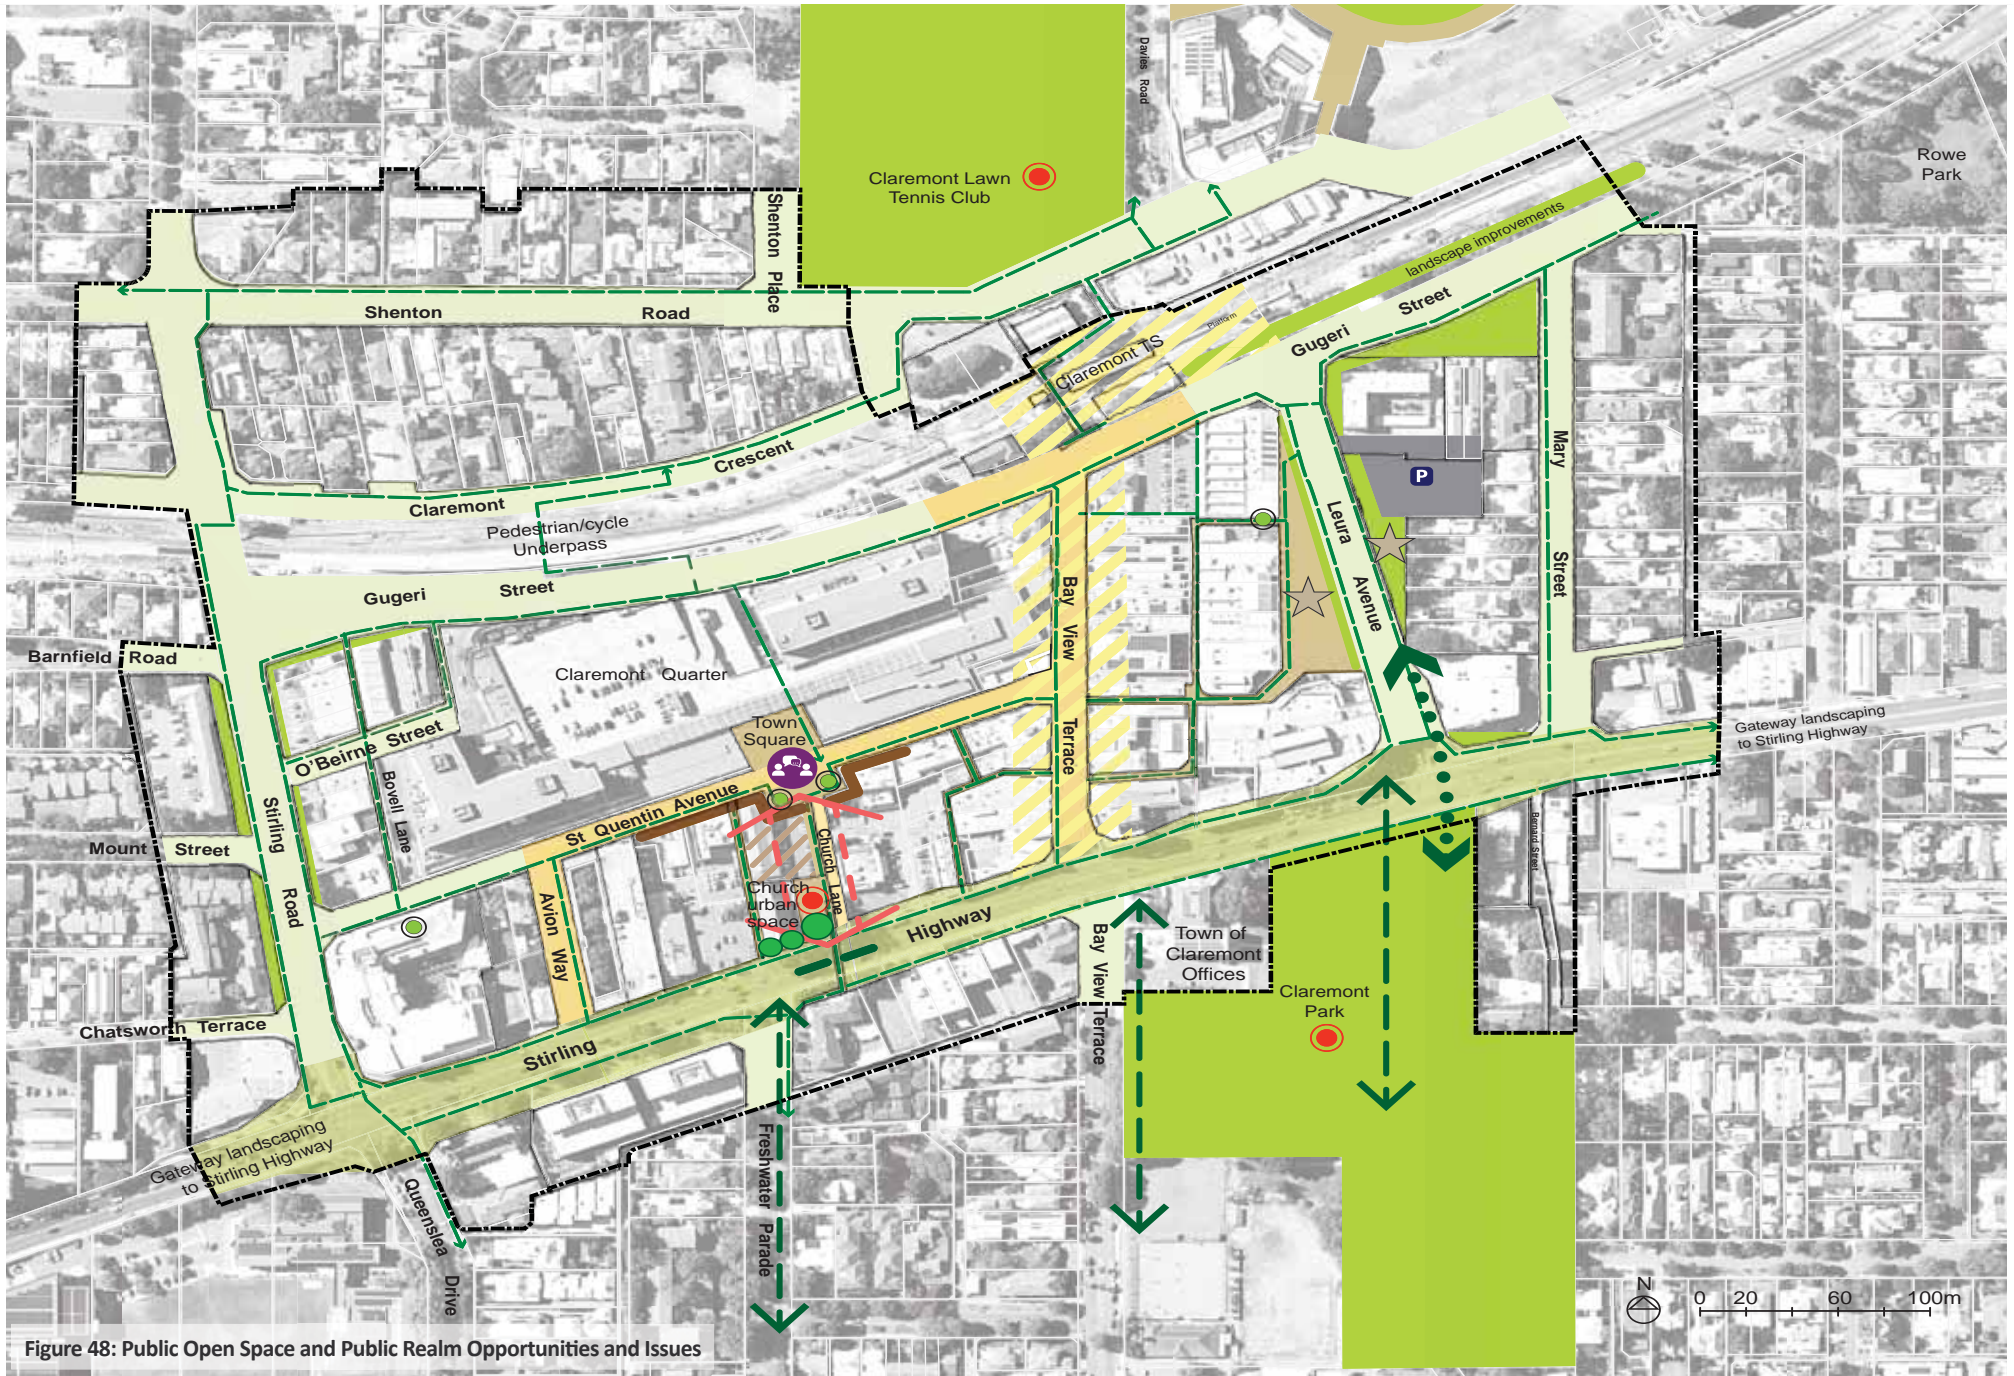 Davies Road
Rowe
Park
Claremont Lawn
Tennis Club
Shenton Place
landscape improvements
Shenton Road
Platform
Gugeri Street
Claremont TS
Claremont Crescent
Mary Street
P
Pedestrian/cycle
Underpass
Leura Avenue
Gugeri Street
Bay View Terrace
Barnfield Road
Claremont Quarter
Town
Square
Gateway landscaping
to Stirling Highway
O'Beirne Street
Bovell Lane
St Quentin Avenue
Stirling Road
Church Lane
Bernard Street
Mount Street
Church
urban
space
Avion Way
Highway
Bay View Terrace
Town of
Claremont
Offices
Claremont
Park
Chatsworth Terrace
Stirling
Gateway landscaping
to Stirling Highway
Freshwater Parade
Queenslea Drive
N
0 20 60 100m
Figure 48: Public Open Space and Public Realm Opportunities and Issues